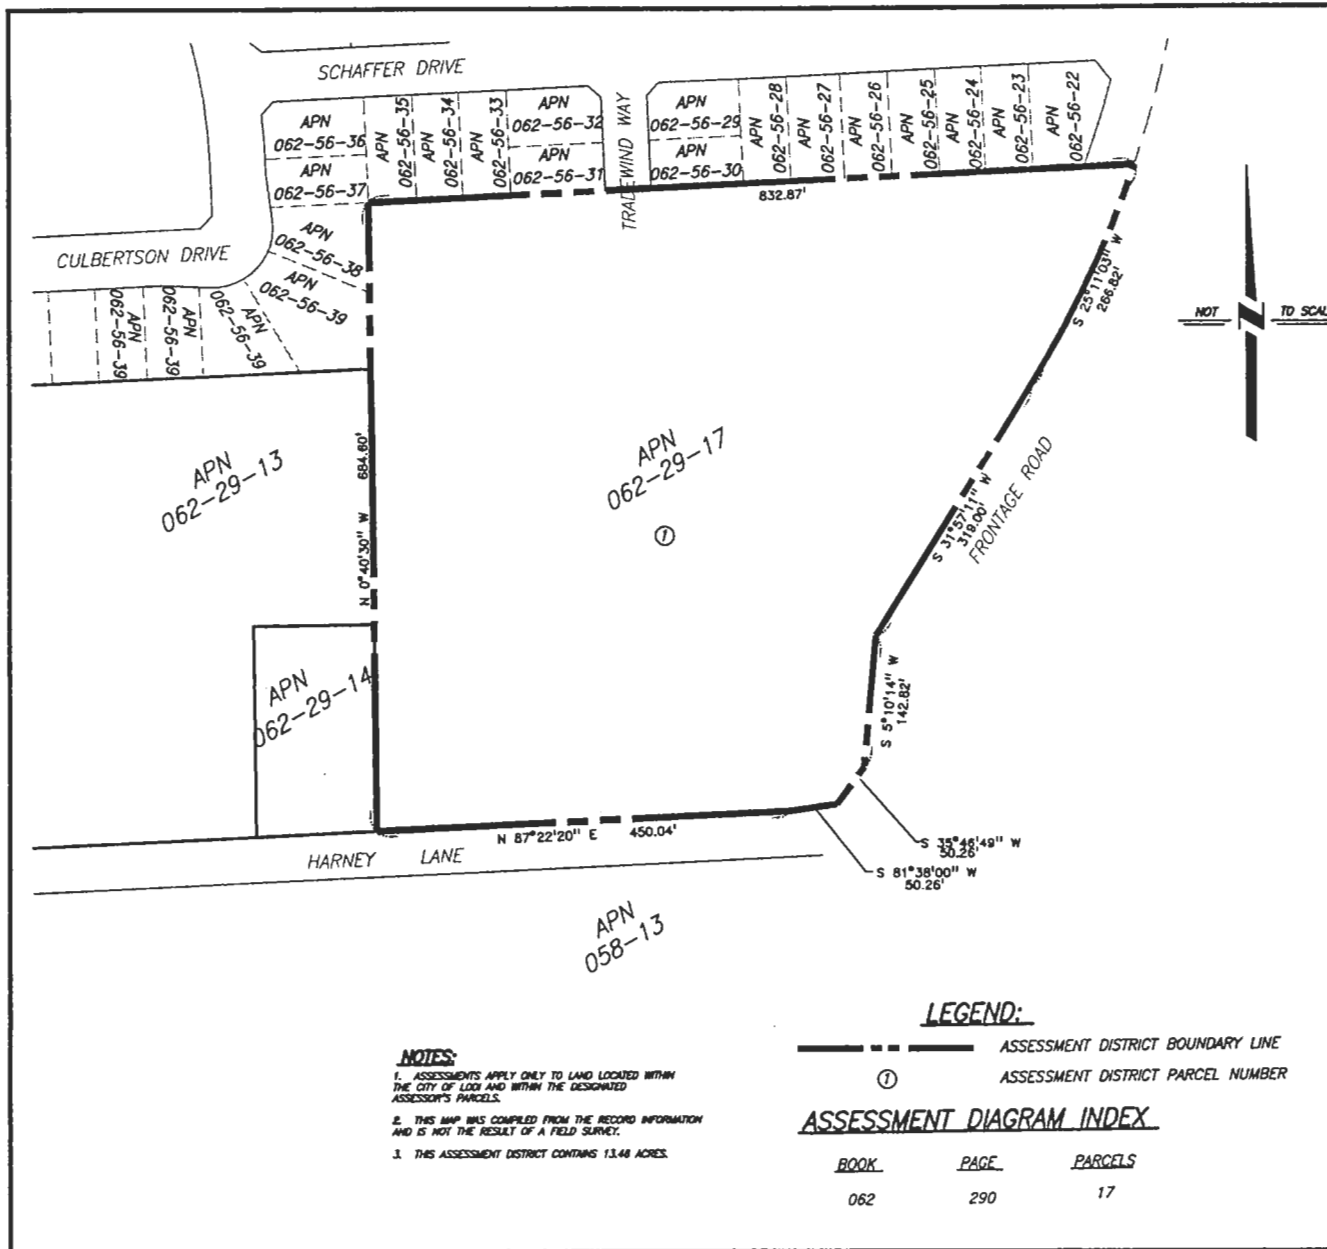 SCHAFFER DRIVE
TRADEWIND WAY
APN
062-56-36
APN
062-56-37
APN
062-56-35
APN
062-56-34
APN
062-56-33
APN
062-56-32
APN
062-56-31
APN
062-56-29
APN
062-56-30
APN
062-56-28
APN
062-56-27
APN
062-56-26
APN
062-56-25
APN
062-56-24
APN
062-56-23
APN
062-56-22
832.87'
CULBERTSON DRIVE
APN
062-56-38
APN
062-56-39
APN
062-56-39
APN
062-56-39
APN
062-56-39
S 25°11'03" W
266.82'
NOT
N
TO SCAL
APN
062-29-13
N 0°40'30" W 684.60'
APN
062-29-17
1
S 31°57'11" W
319.00'
FRONTAGE ROAD
APN
062-29-14
S 5°10'14" W
142.82'
N 87°22'20" E 450.04'
S 35°46'49" W
50.26'
S 81°38'00" W
50.26'
HARNEY LANE
APN
058-13
NOTES:
1. ASSESSMENTS APPLY ONLY TO LAND LOCATED WITHIN
THE CITY OF LODI AND WITHIN THE DESIGNATED
ASSESSOR'S PARCELS.
2. THIS MAP WAS COMPILED FROM THE RECORD INFORMATION
AND IS NOT THE RESULT OF A FIELD SURVEY.
3. THIS ASSESSMENT DISTRICT CONTAINS 13.48 ACRES.
LEGEND:
ASSESSMENT DISTRICT BOUNDARY LINE
1 ASSESSMENT DISTRICT PARCEL NUMBER
ASSESSMENT DIAGRAM INDEX
BOOK PAGE PARCELS
062 290 17